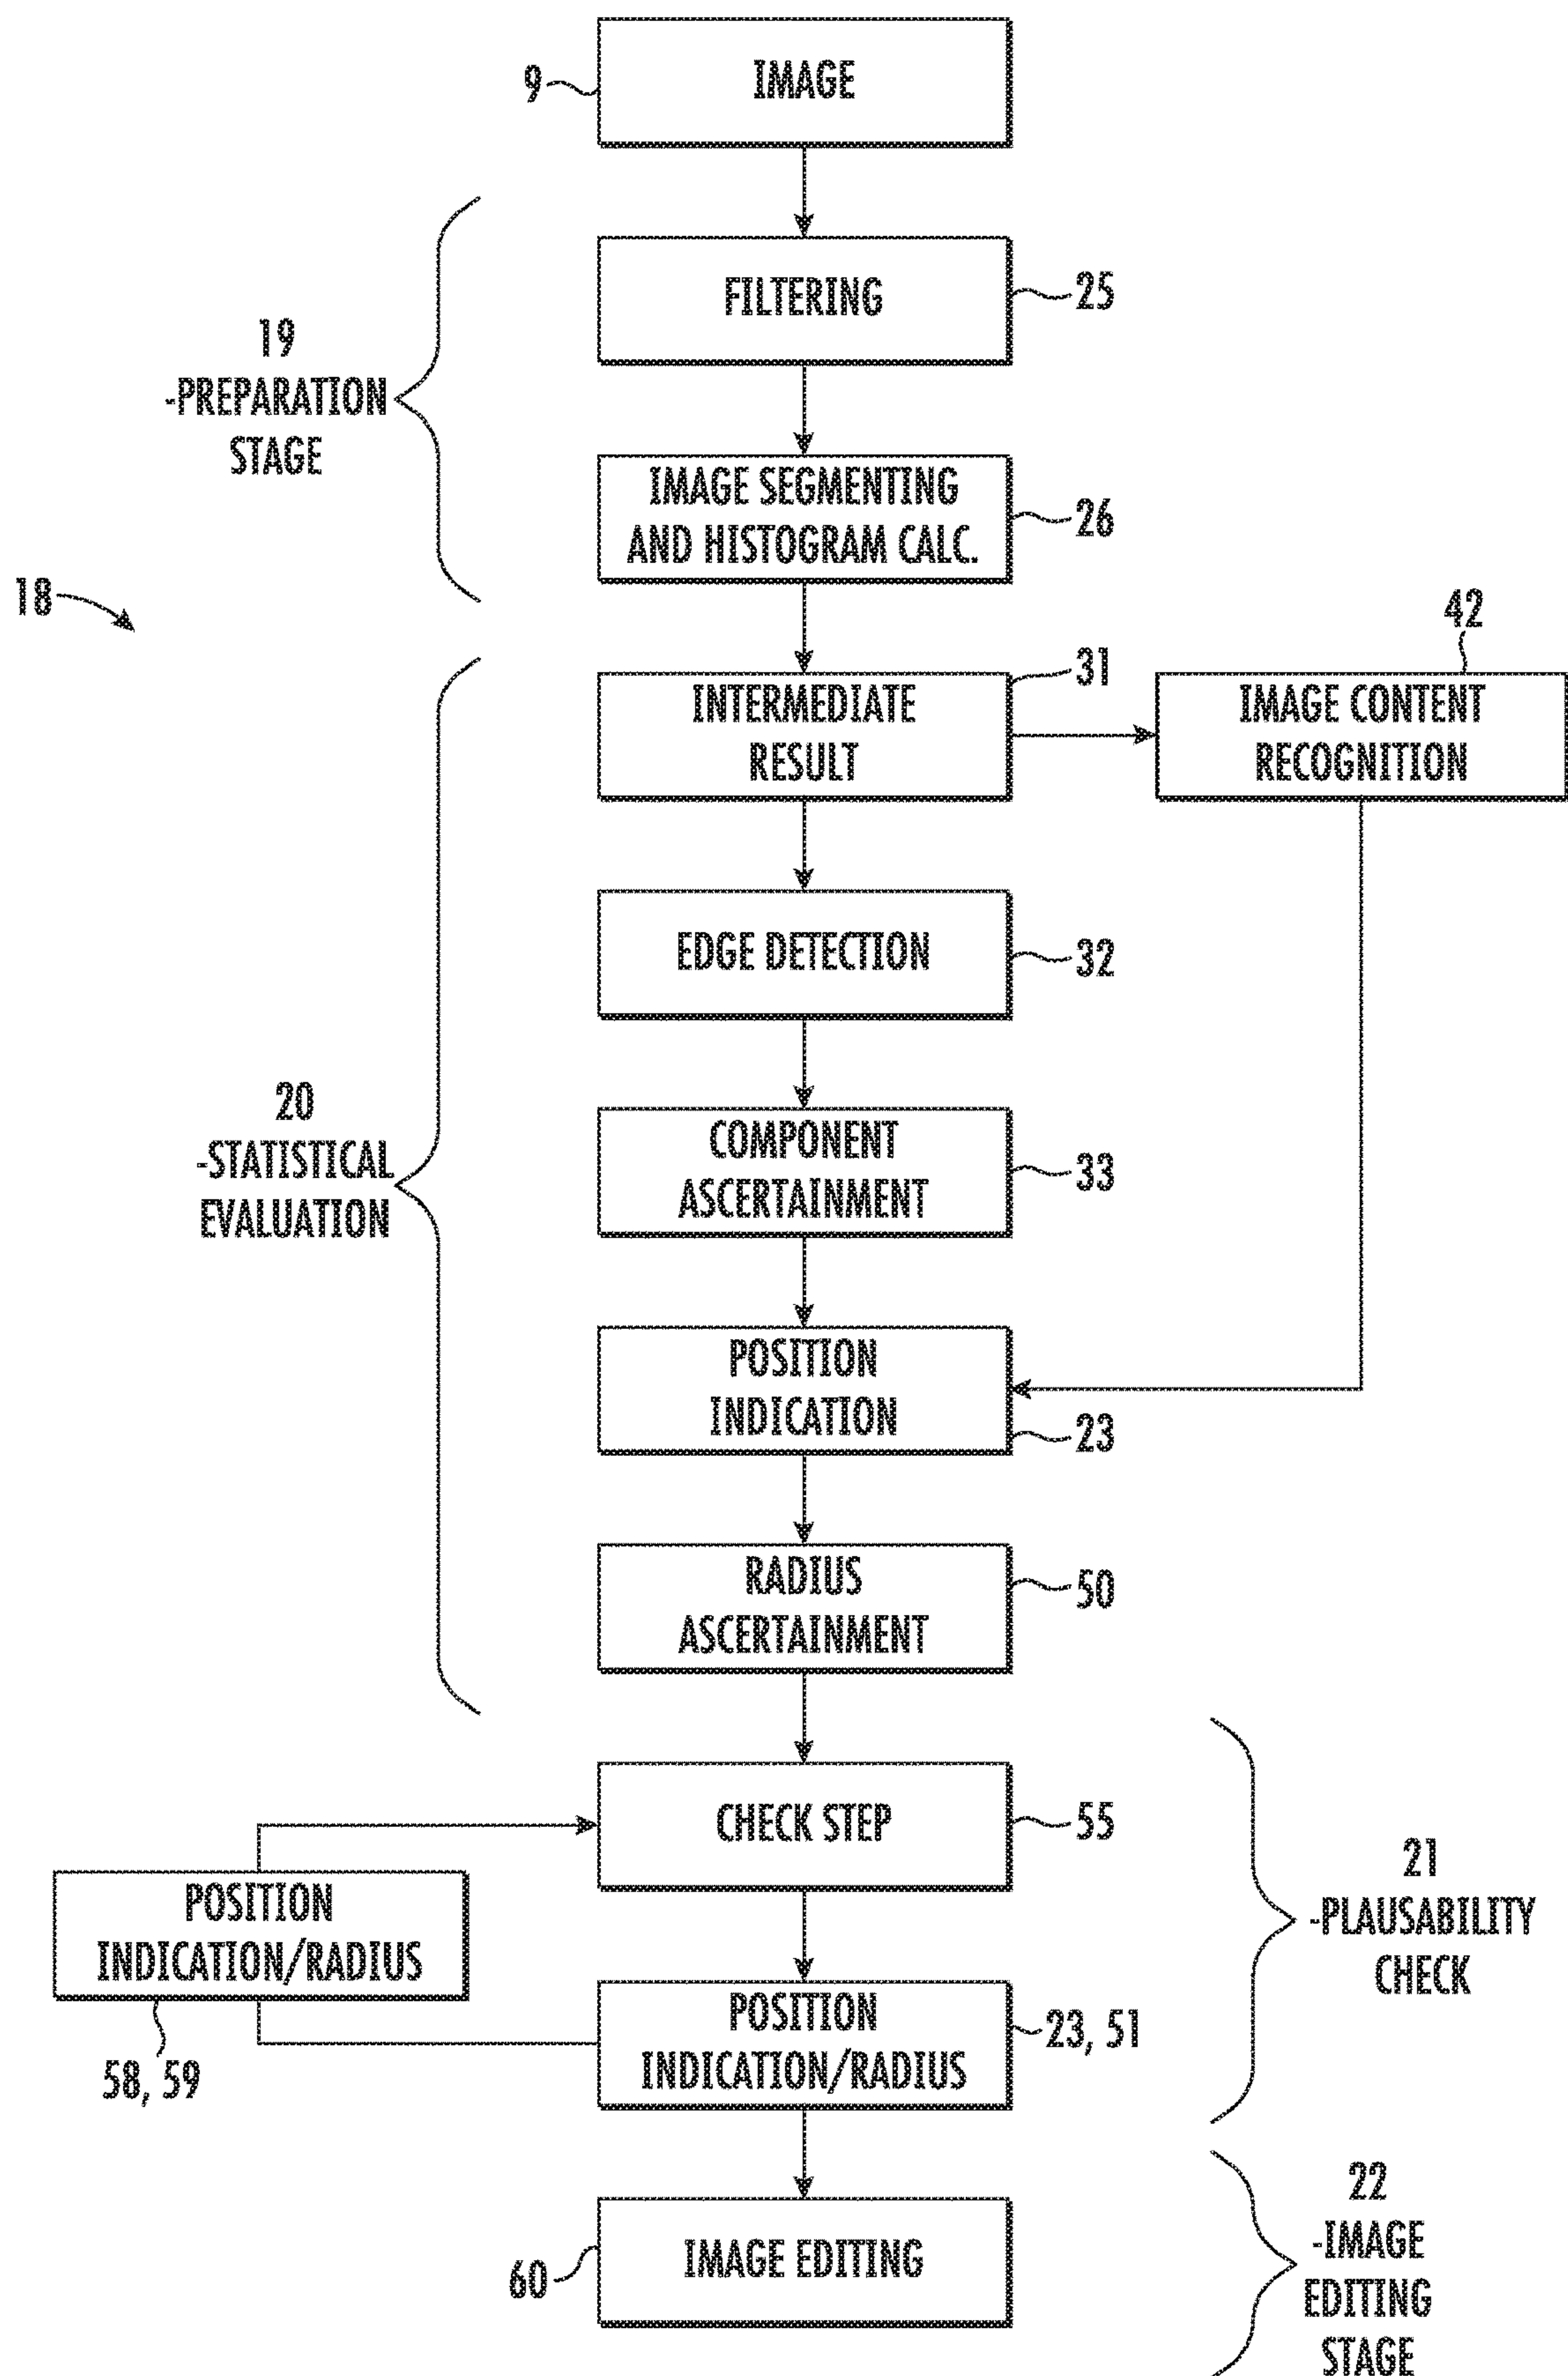 IMAGE
9
FILTERING
25
19
-PREPARATION
STAGE
IMAGE SEGMENTING
AND HISTOGRAM CALC.
26
18
INTERMEDIATE
RESULT
31
42
IMAGE CONTENT
RECOGNITION
EDGE DETECTION
32
20
-STATISTICAL
EVALUATION
COMPONENT
ASCERTAINMENT
33
POSITION
INDICATION
23
RADIUS
ASCERTAINMENT
50
CHECK STEP
55
21
-PLAUSABILITY
CHECK
POSITION
INDICATION/RADIUS
58, 59
POSITION
INDICATION/RADIUS
23, 51
IMAGE EDITING
60
22
-IMAGE
EDITING
STAGE